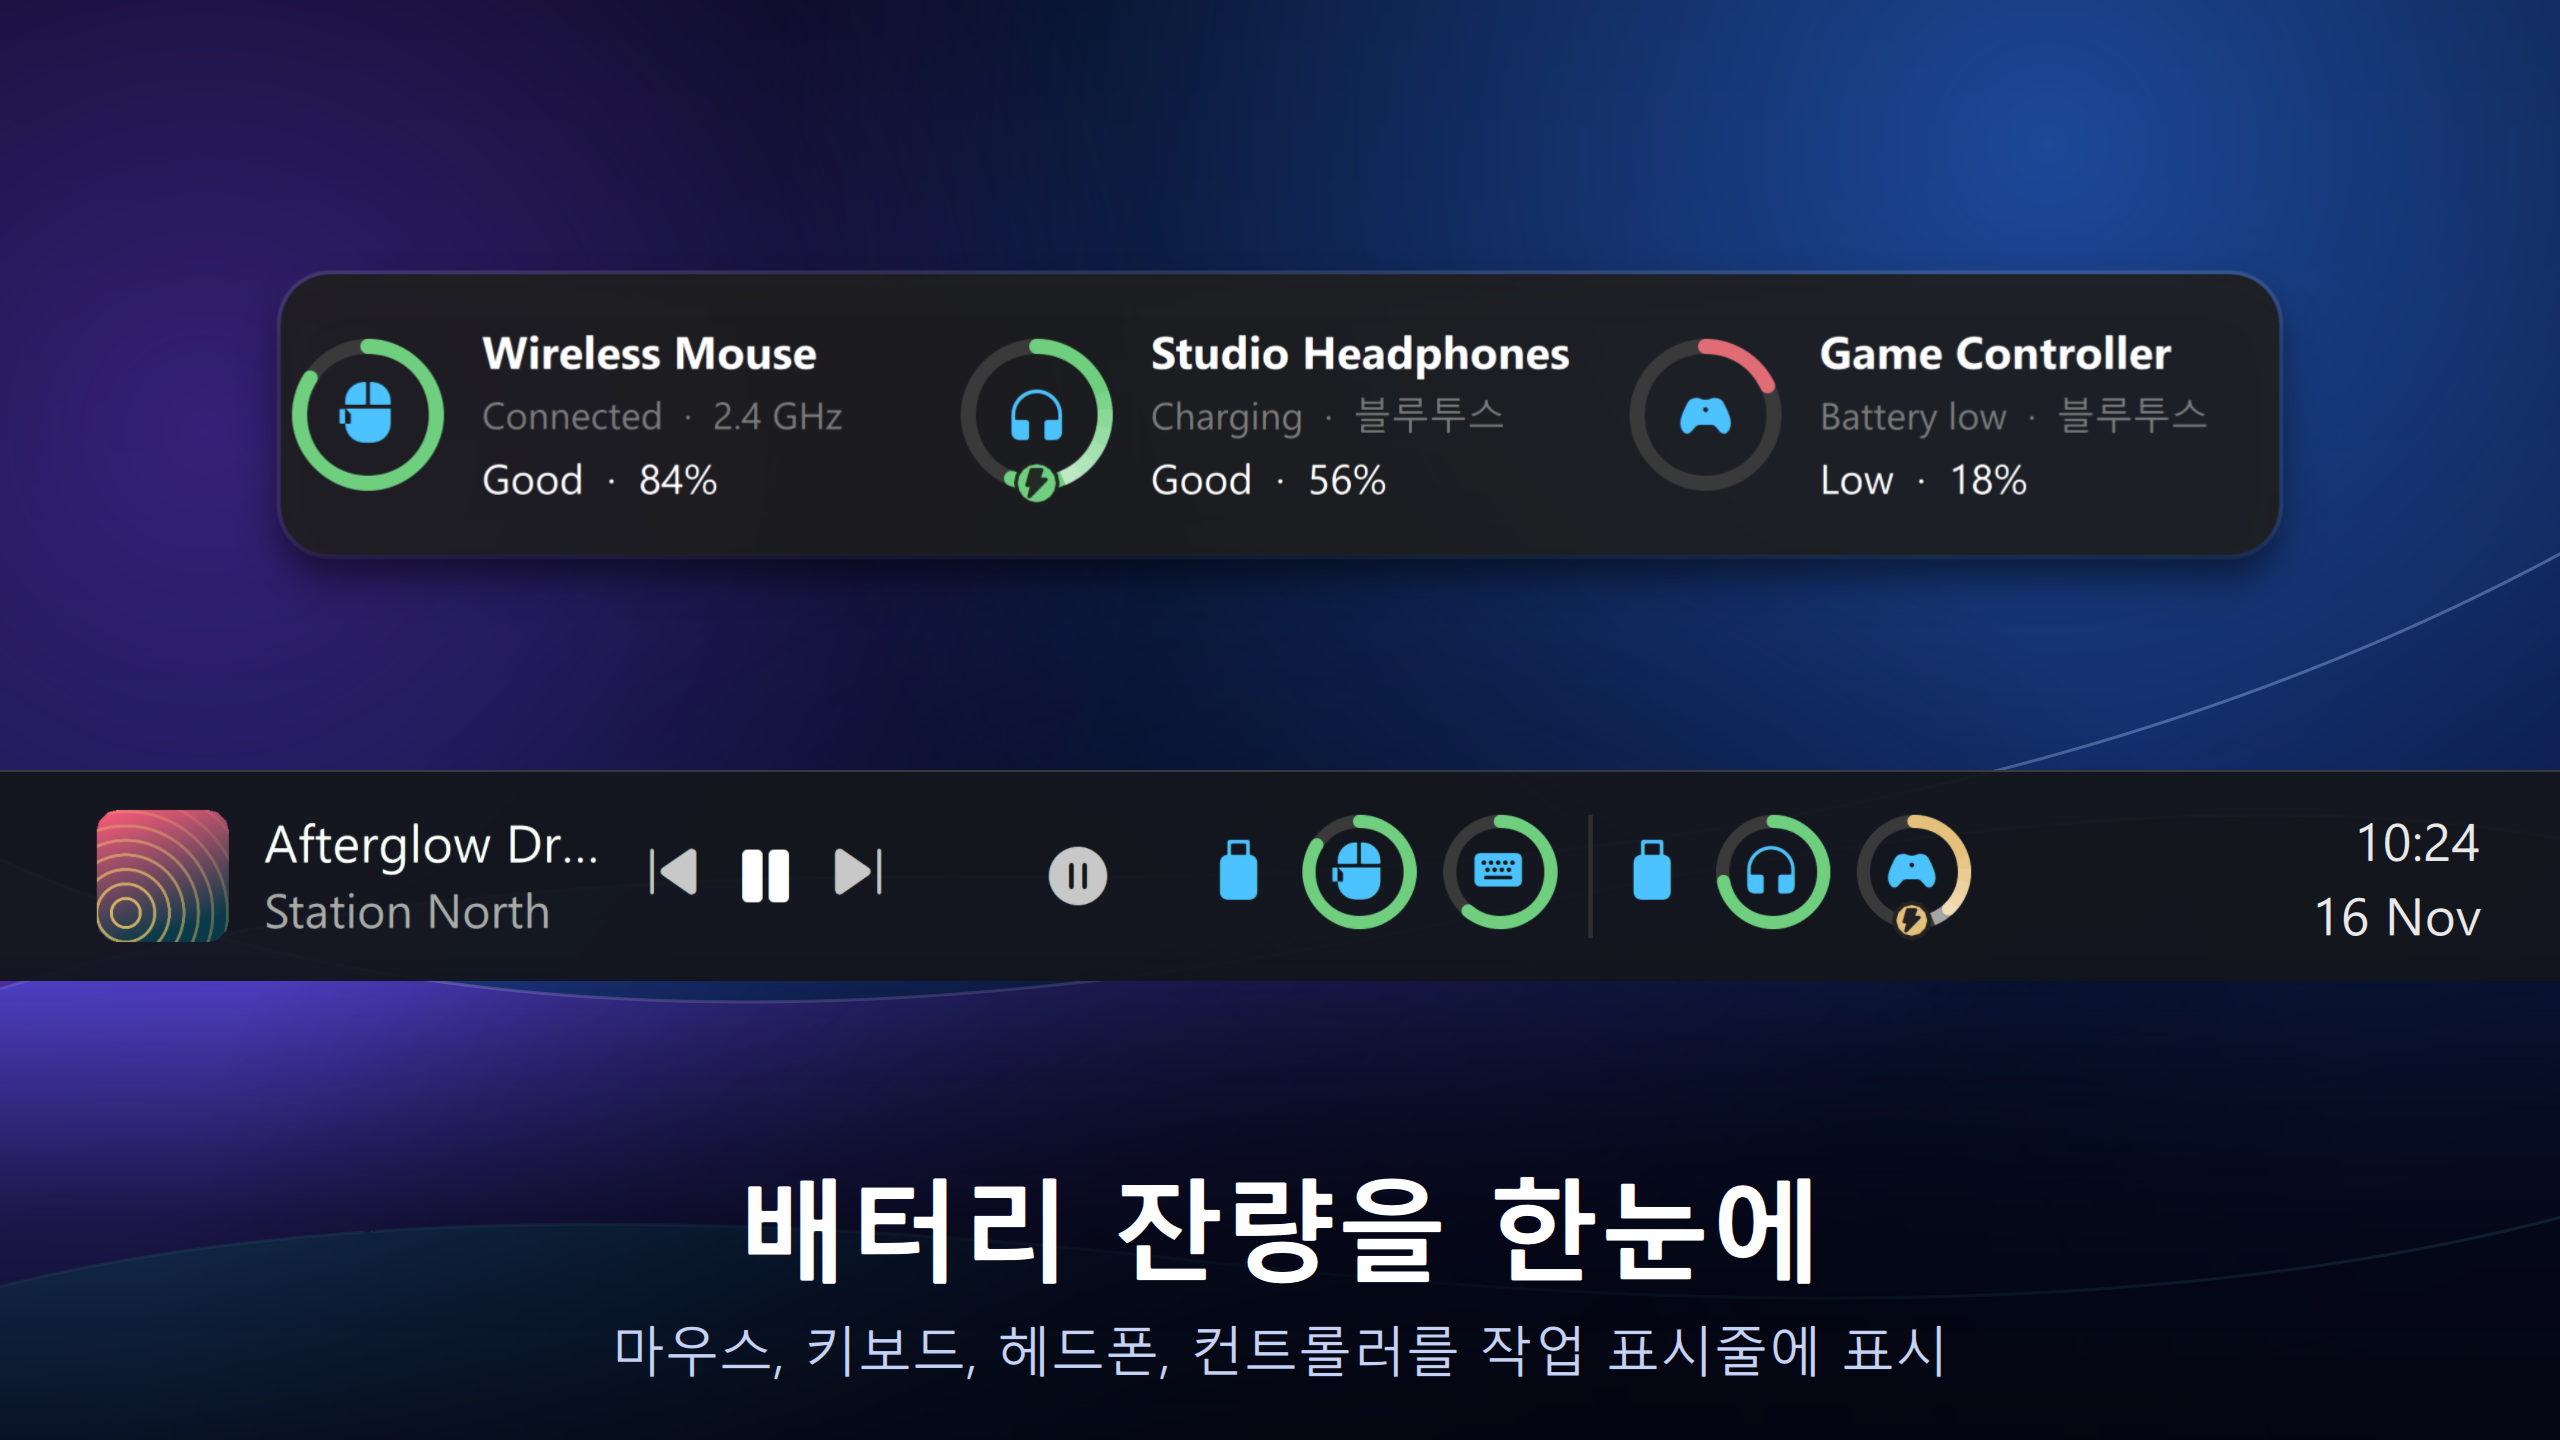 Wireless Mouse
Connected · 2.4 GHz
Good · 84%
Studio Headphones
Charging · 블루투스
Good · 56%
Game Controller
Battery low · 블루투스
Low · 18%
Afterglow Dr...
Station North
10:24
16 Nov
배터리 잔량을 한눈에
마우스, 키보드, 헤드폰, 컨트롤러를 작업 표시줄에 표시